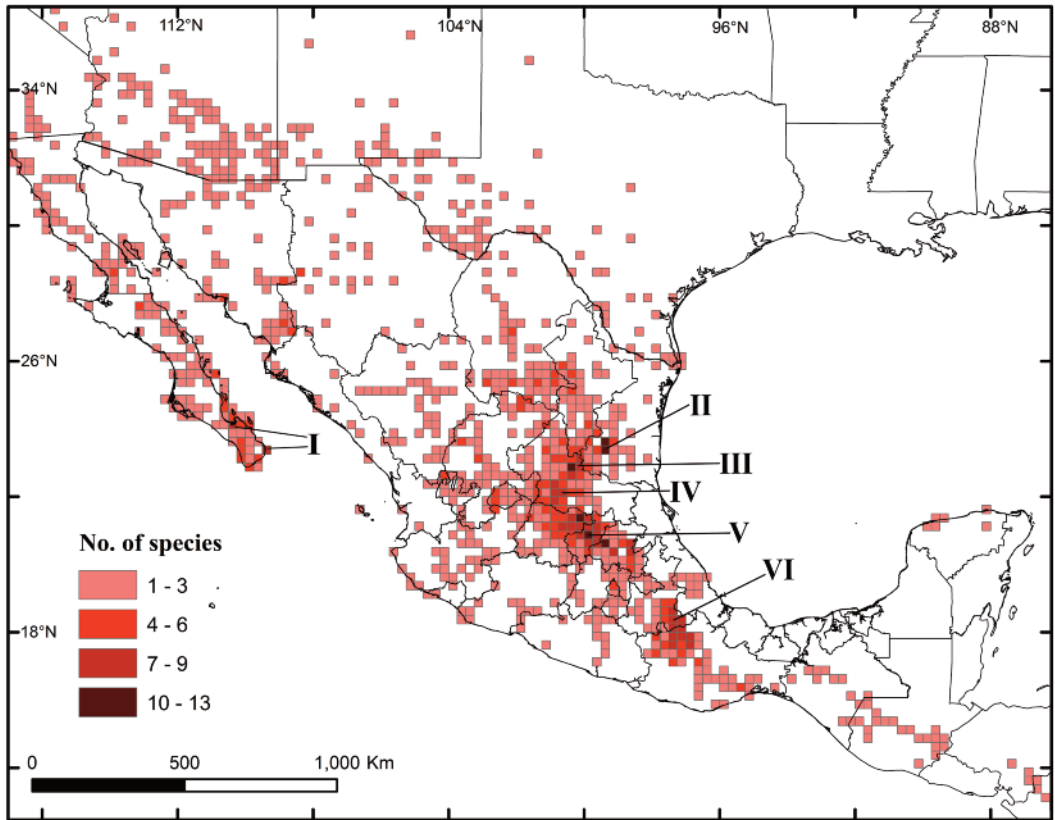 112°N
104°N
96°N
88°N
34°N
26°N
II
III
I
IV
V
No. of species
VI
1 - 3
4 - 6
18°N
7 - 9
10 - 13
0
500
1,000 Km